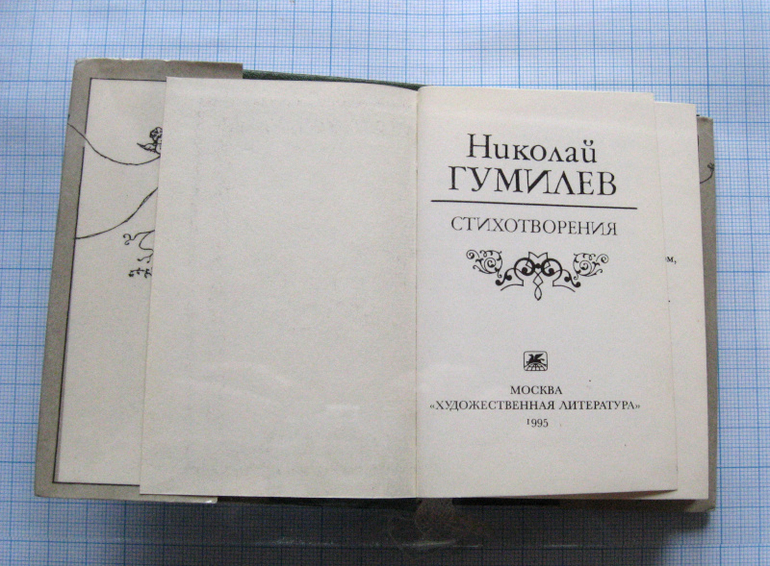 Николай
ГУМИЛЕВ
СТИХОТВОРЕНИЯ
МОСКВА
«ХУДОЖЕСТВЕННАЯ ЛИТЕРАТУРА»
1995